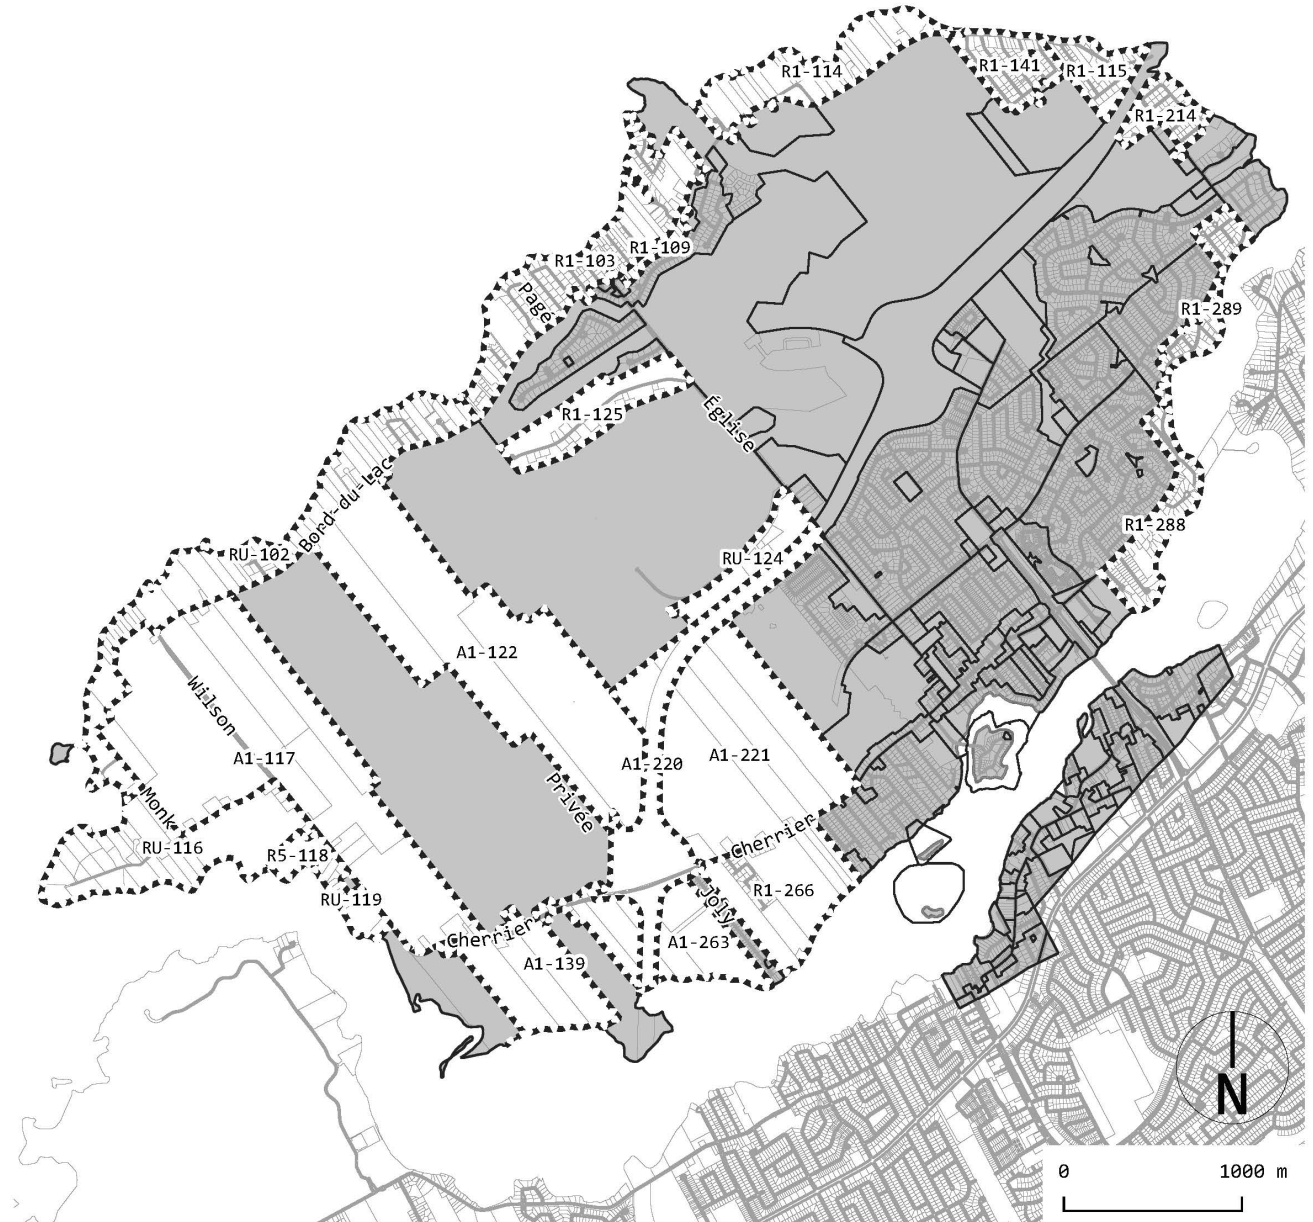 R1-114
R1-141
R1-115
R1-214
R1-109
R1-103
Pagé
R1-289
R1-125
Église
Bord-du-Lac
R1-288
RU-102
RU-124
A1-122
Wilson
A1-117
A1-220
A1-221
Monk
Privée
Cherrier
RU-116
R5-118
R1-266
RU-119
Joly
Cherrier
A1-263
A1-139
N
0 1000 m